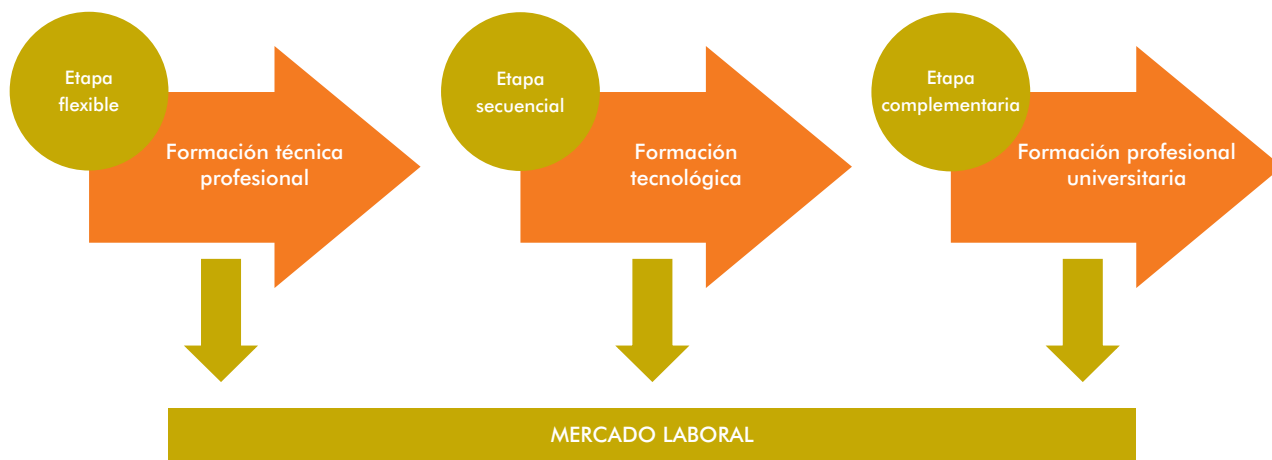 Etapa
flexible
Formación técnica
profesional
Etapa
secuencial
Formación
tecnológica
Etapa
complementaria
Formación profesional
universitaria
MERCADO LABORAL